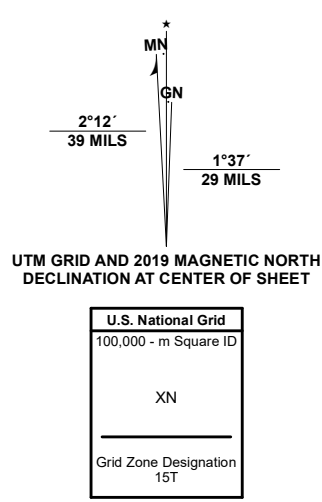 MN
GN
2°12´
39 MILS
1°37´
29 MILS
UTM GRID AND 2019 MAGNETIC NORTH
DECLINATION AT CENTER OF SHEET
U.S. National Grid
100,000 - m Square ID
XN
Grid Zone Designation
15T